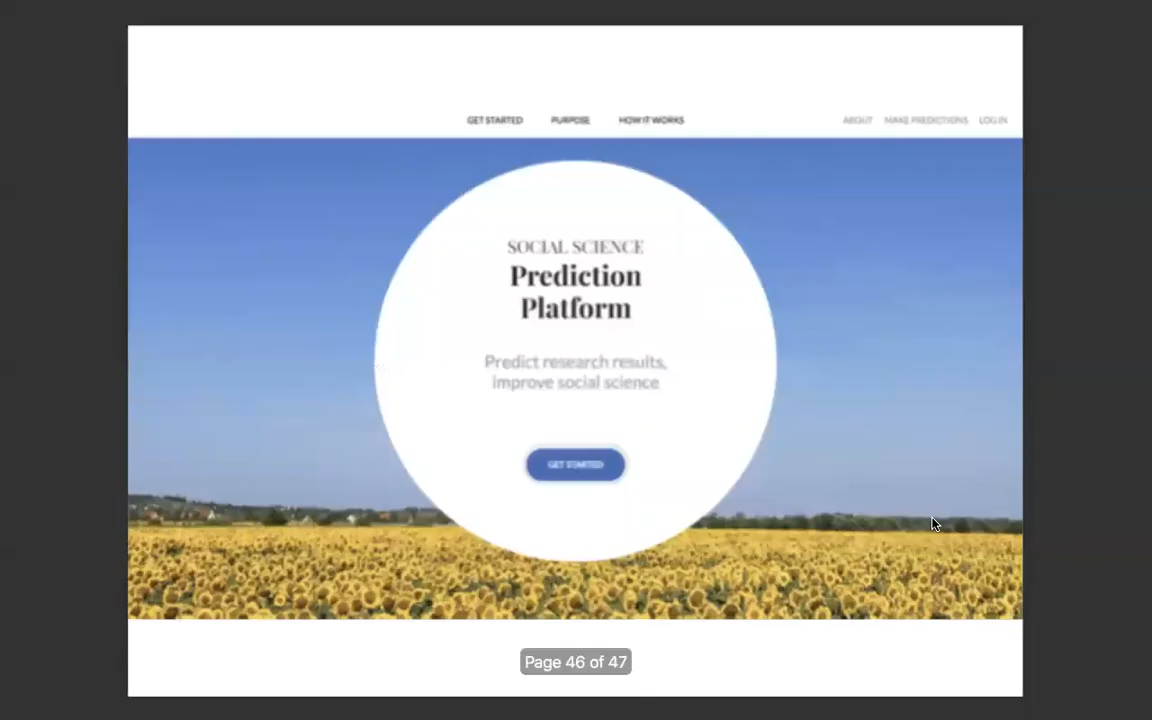 GET STARTED PURPOSE HOW IT WORKS ABOUT MAKE PREDICTIONS LOG IN
SOCIAL SCIENCE
Prediction
Platform
Predict research results,
improve social science
GET STARTED
Page 46 of 47